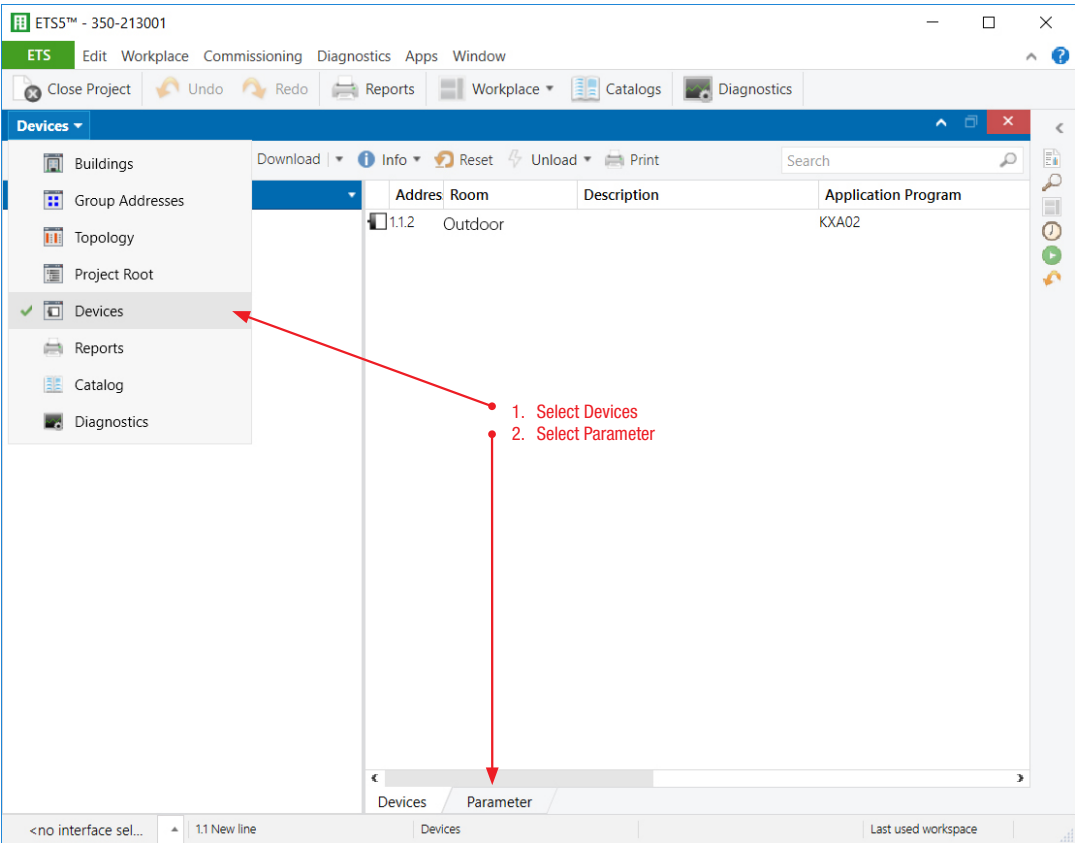 ETS5™ - 350-213001
ETS Edit Workplace Commissioning Diagnostics Apps Window
Close Project Undo Redo Reports Workplace Catalogs Diagnostics
Devices
Download Info Reset Unload Print Search
Buildings
Group Addresses
Topology
Project Root
Devices
Reports
Catalog
Diagnostics
Addres Room Description Application Program
1.1.2 Outdoor KXA02
1. Select Devices
2. Select Parameter
Devices Parameter
<no interface sel... 1.1 New line Devices Last used workspace